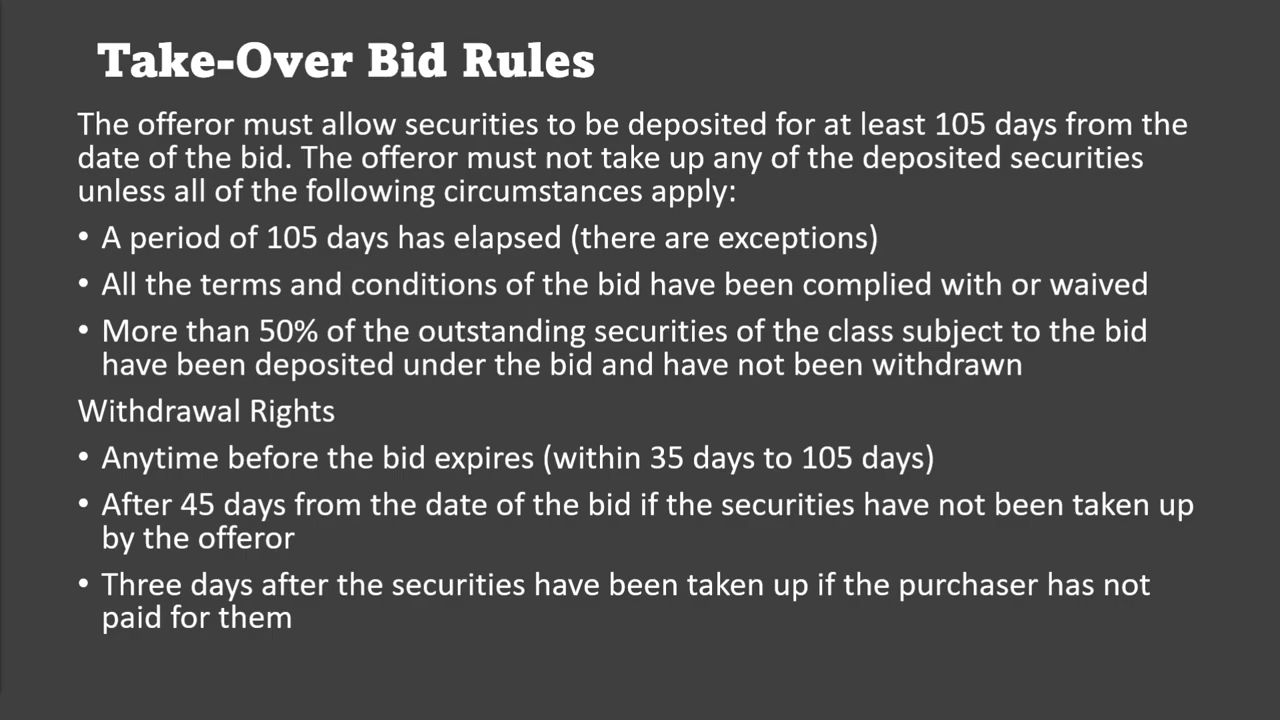 Take-Over Bid Rules
The offeror must allow securities to be deposited for at least 105 days from the
date of the bid. The offeror must not take up any of the deposited securities
unless all of the following circumstances apply:
• A period of 105 days has elapsed (there are exceptions)
• All the terms and conditions of the bid have been complied with or waived
• More than 50% of the outstanding securities of the class subject to the bid
have been deposited under the bid and have not been withdrawn
Withdrawal Rights
• Anytime before the bid expires (within 35 days to 105 days)
• After 45 days from the date of the bid if the securities have not been taken up
by the offeror
• Three days after the securities have been taken up if the purchaser has not
paid for them